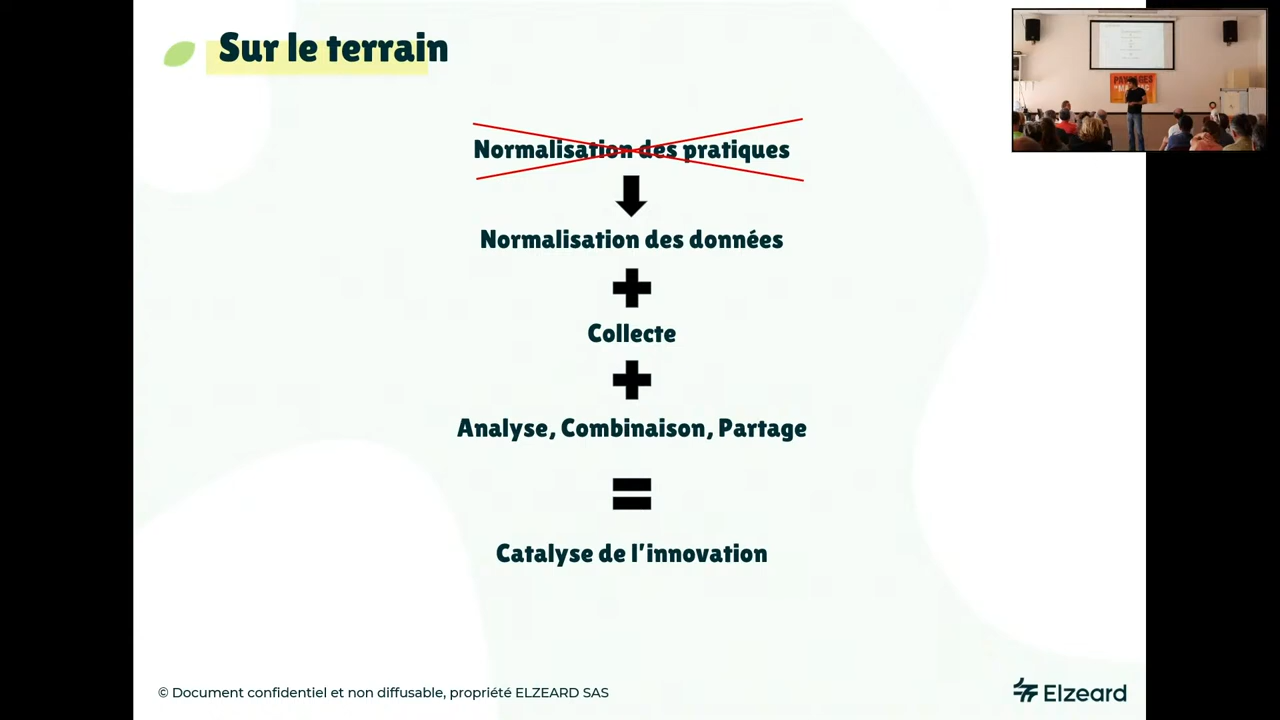 Sur le terrain
Normalisation des pratiques
Normalisation des données
Collecte
Analyse, Combinaison, Partage
Catalyse de l'innovation
© Document confidentiel et non diffusable, propriété ELZEARD SAS
Elzeard